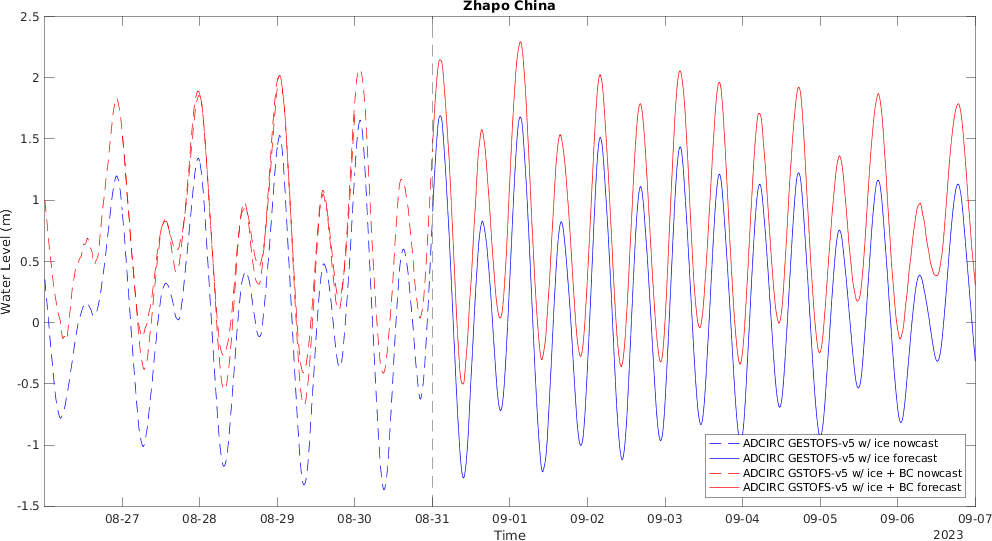 Zhapo China
2.5
2
1.5
1
0.5
0
-0.5
-1
-1.5
Water Level (m)
ADCIRC GESTOFS-v5 w/ ice nowcast
ADCIRC GESTOFS-v5 w/ ice forecast
ADCIRC GSTOFS-v5 w/ ice + BC nowcast
ADCIRC GSTOFS-v5 w/ ice + BC forecast
08-27 08-28 08-29 08-30 08-31 09-01 09-02 09-03 09-04 09-05 09-06 09-07
Time
2023